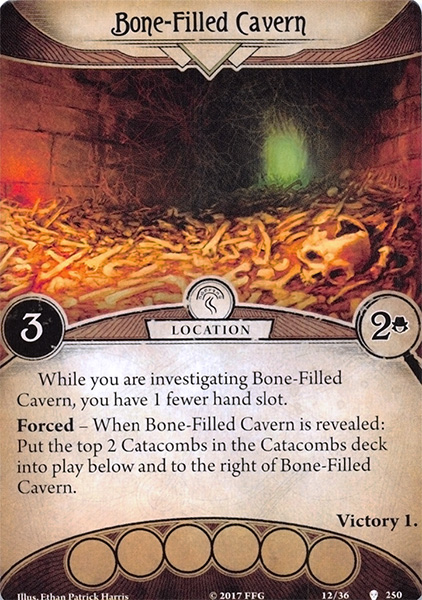 Bone-Filled Cavern
3
LOCATION
2
While you are investigating Bone-Filled
Cavern, you have 1 fewer hand slot.
Forced – When Bone-Filled Cavern is revealed:
Put the top 2 Catacombs in the Catacombs deck
into play below and to the right of Bone-Filled
Cavern.
Victory 1.
Illus. Ethan Patrick Harris © 2017 FFG 12/36 250